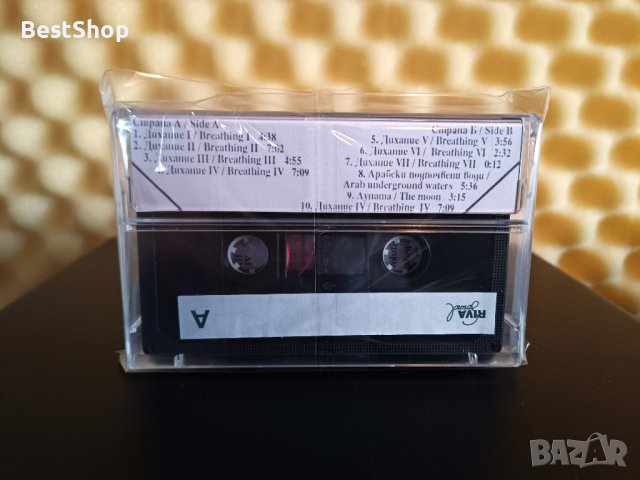 BestShop
Страна А / Side A
1. Дихание I / Breathing I 4:38
2. Дихание II / Breathing II 7:02
3. Дихание III / Breathing III 4:55
Дихание IV / Breathing IV 7:09
Страна Б / Side B
5. Дихание V / Breathing V 3:56
6. Дихание VI / Breathing VI 2:32
7. Дихание VII / Breathing VII 0:12
8. Арабски подпочвени води /
Arab underground waters 5:36
9. Луната / The moon 3:15
10. Дихание IV / Breathing IV 7:09
RIVA
Sound
A
BAZAR